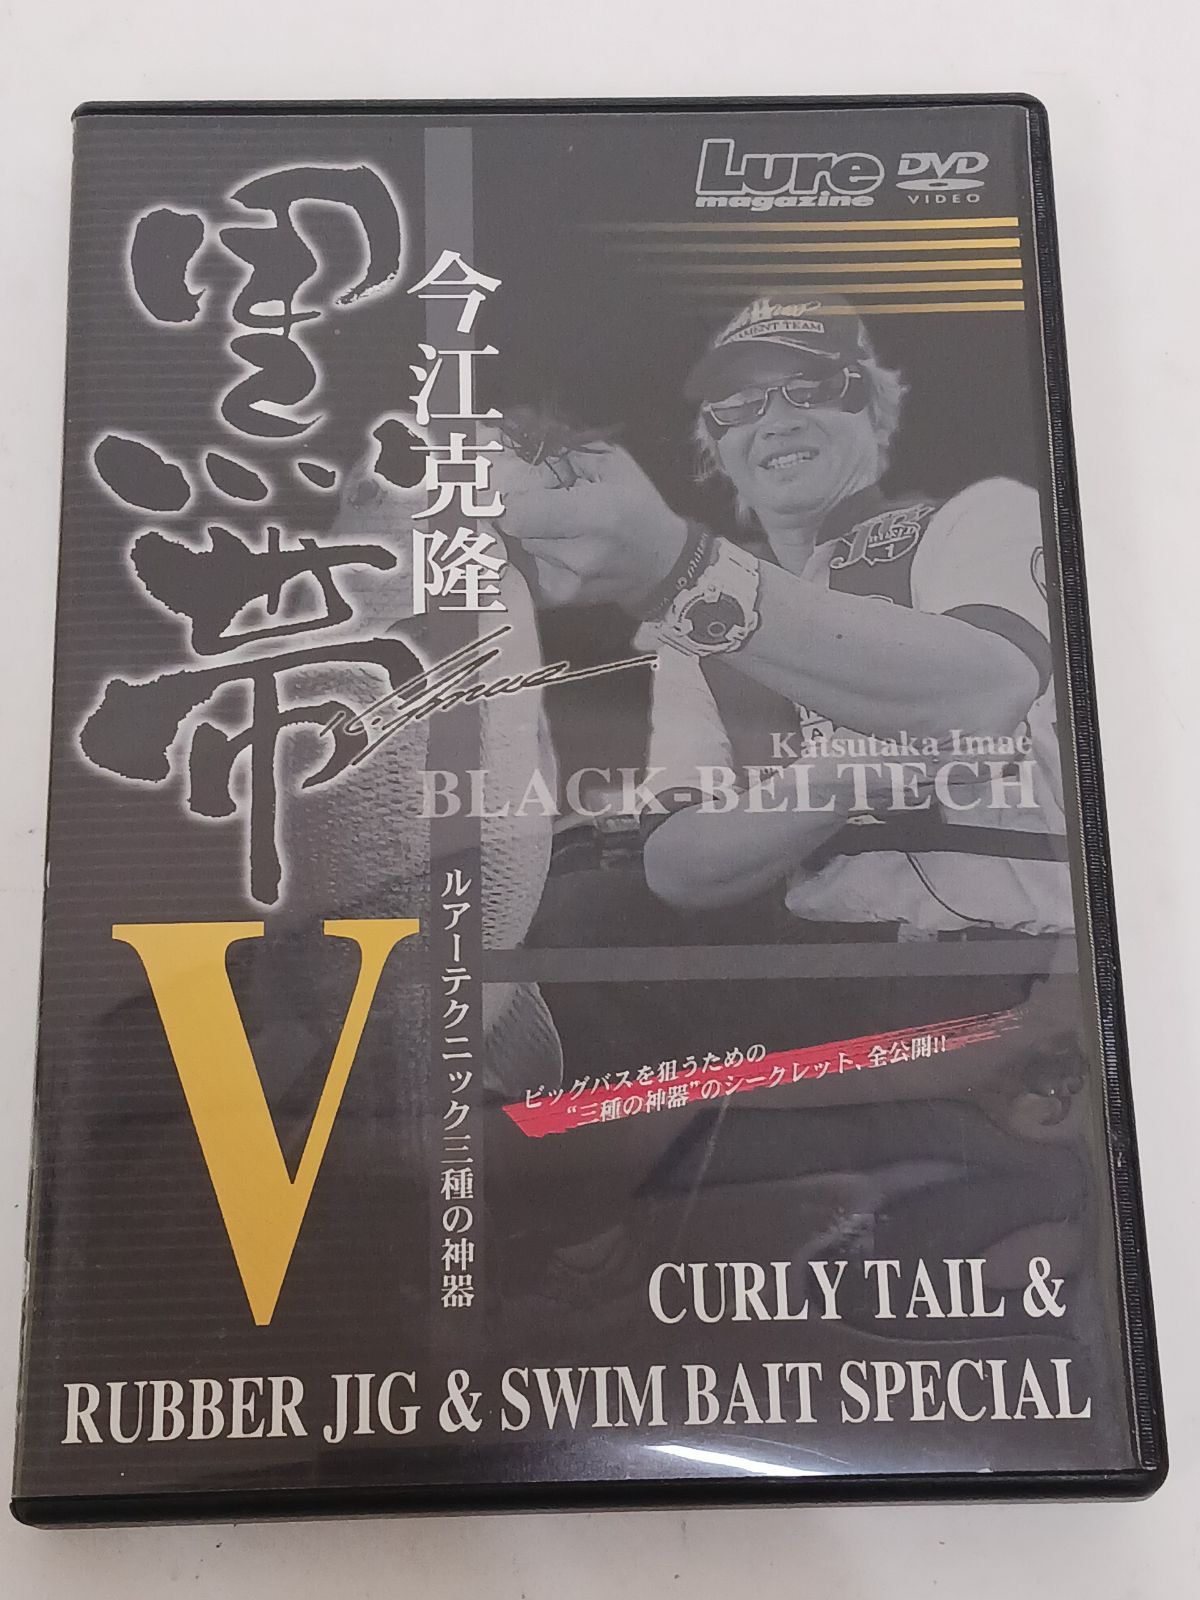 Lure
magazine
DVD
VIDEO
黒帯
V
今江克隆
MENT TEAM
Katsutaka Imae
BLACK-BELTECH
ルアーテクニック三種の神器
ビッグバスを狙うための
“三種の神器”のシークレット、全公開!!
CURLY TAIL &
RUBBER JIG & SWIM BAIT SPECIAL